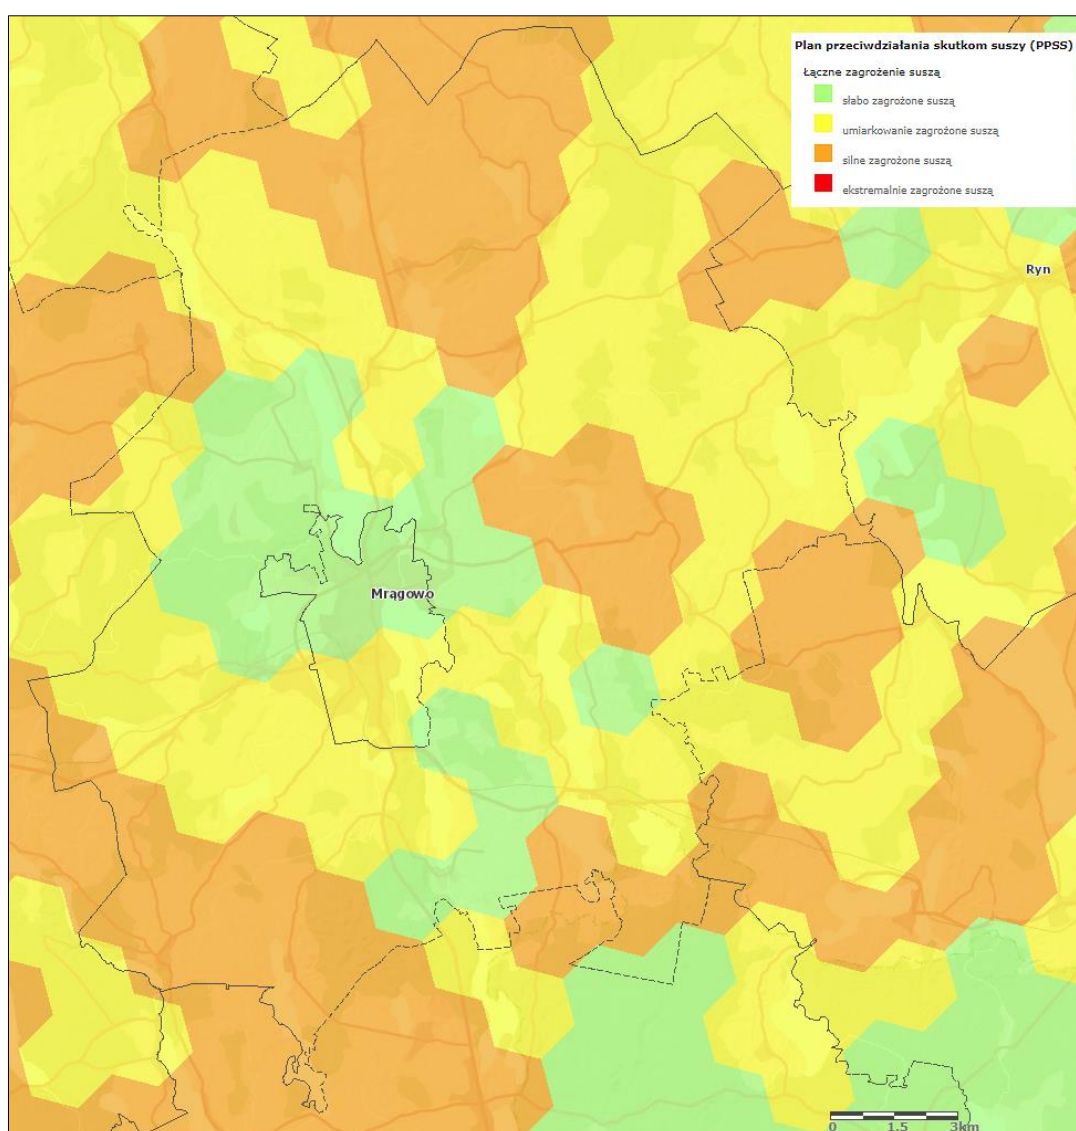 Plan przeciwdziałania skutkom suszy (PPSS)
Łączne zagrożenie suszą
słabo zagrożone suszą
umiarkowanie zagrożone suszą
silne zagrożone suszą
ekstremalnie zagrożone suszą
Ryn
Mrągowo
0 1.5 3km